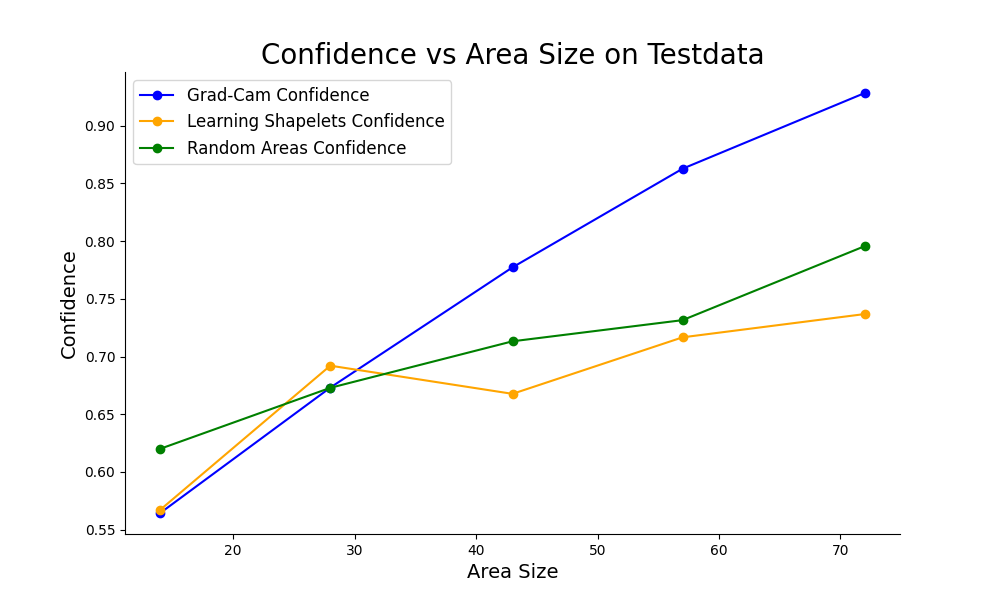 Confidence vs Area Size on Testdata
Grad-Cam Confidence
Learning Shapelets Confidence
Random Areas Confidence
0.90
0.85
0.80
0.75
0.70
0.65
0.60
0.55
Confidence
20 30 40 50 60 70
Area Size